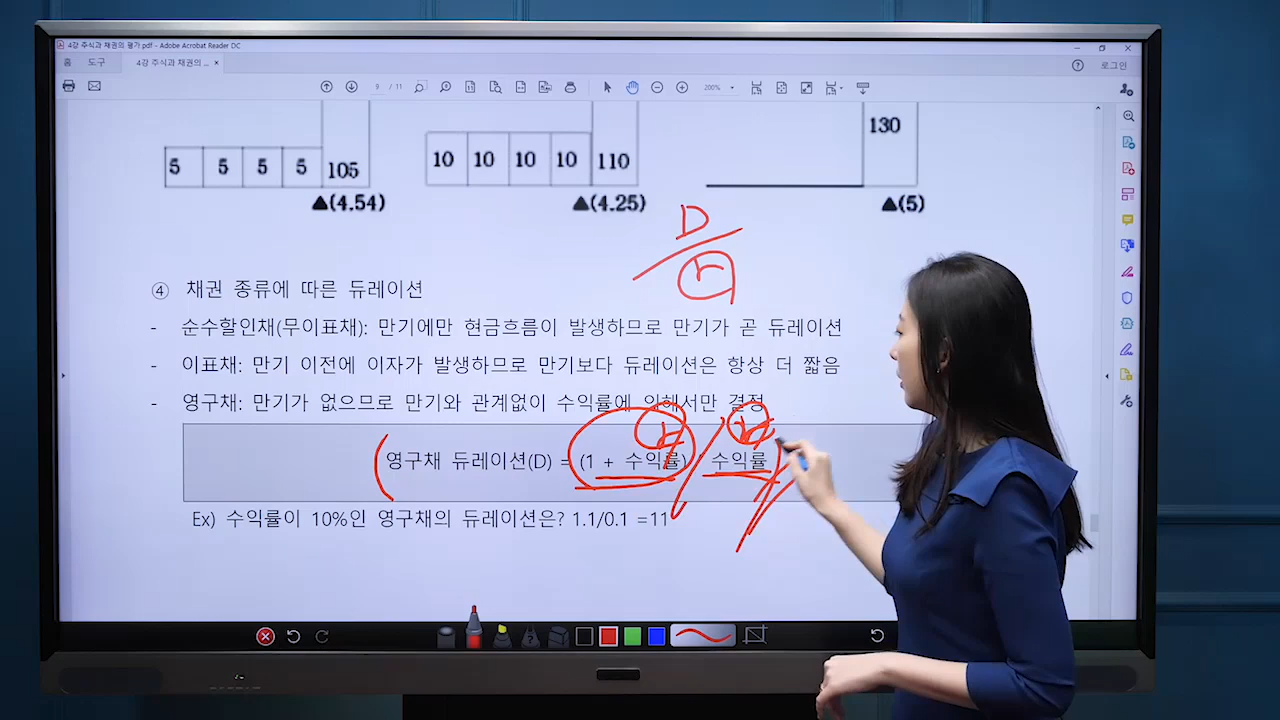 4강 주식과 채권의 평가.pdf - Adobe Acrobat Reader DC
홈 도구 4강 주식과 채권의 ... × 로그인
9 / 11 200%
5 5 5 5 105
10 10 10 10 110
130
▲(4.54) ▲(4.25) ▲(5)
D
r
④ 채권 종류에 따른 듀레이션
- 순수할인채(무이표채): 만기에만 현금흐름이 발생하므로 만기가 곧 듀레이션
- 이표채: 만기 이전에 이자가 발생하므로 만기보다 듀레이션은 항상 더 짧음
- 영구채: 만기가 없으므로 만기와 관계없이 수익률에 의해서만 결정
영구채 듀레이션(D) = (1 + 수익률) / 수익률
Ex) 수익률이 10%인 영구채의 듀레이션은? 1.1/0.1 =11